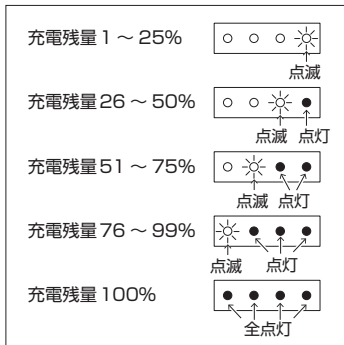 充電残量1～25%
点滅
充電残量26～50%
点滅 点灯
充電残量51～75%
点滅 点灯
充電残量76～99%
点滅 点灯
充電残量100%
全点灯